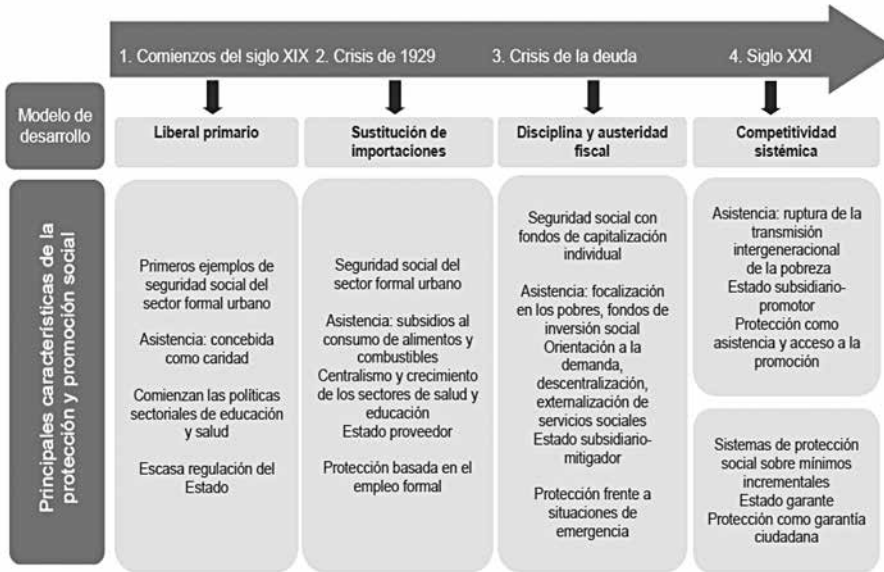 1. Comienzos del siglo XIX
2. Crisis de 1929
3. Crisis de la deuda
4. Siglo XXI
Modelo de
desarrollo
Liberal primario
Sustitución de
importaciones
Disciplina y austeridad
fiscal
Competitividad
sistémica
Principales características de la
protección y promoción social
Primeros ejemplos de
seguridad social del
sector formal urbano
Asistencia: concebida
como caridad
Comienzan las políticas
sectoriales de educación
y salud
Escasa regulación del
Estado
Seguridad social del
sector formal urbano
Asistencia: subsidios al
consumo de alimentos y
combustibles
Centralismo y crecimiento
de los sectores de salud y
educación
Estado proveedor
Protección basada en el
empleo formal
Seguridad social con
fondos de capitalización
individual
Asistencia: focalización
en los pobres, fondos de
inversión social
Orientación a la
demanda,
descentralización,
externalización de
servicios sociales
Estado subsidiario-
mitigador
Protección frente a
situaciones de
emergencia
Asistencia: ruptura de la
transmisión
intergeneracional
de la pobreza
Estado subsidiario-
promotor
Protección como
asistencia y acceso a la
promoción
Sistemas de protección
social sobre mínimos
incrementales
Estado garante
Protección como garantía
ciudadana